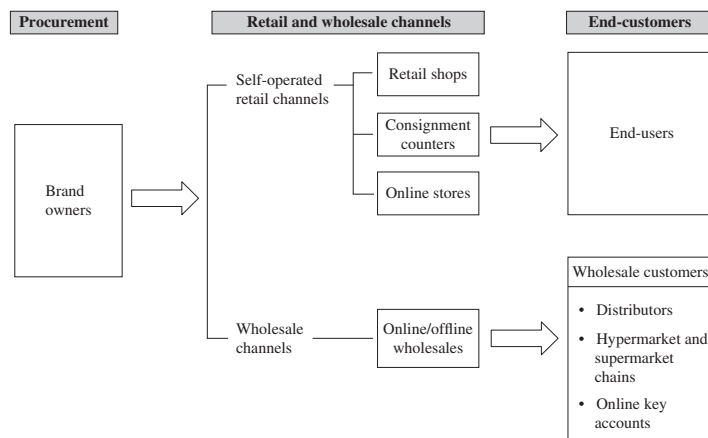 Procurement
Retail and wholesale channels
End-customers
Brand
owners
Self-operated
retail channels
Retail shops
Consignment
counters
Online stores
End-users
Wholesale
channels
Online/offline
wholesales
Wholesale customers
• Distributors
• Hypermarket and
supermarket
chains
• Online key
accounts